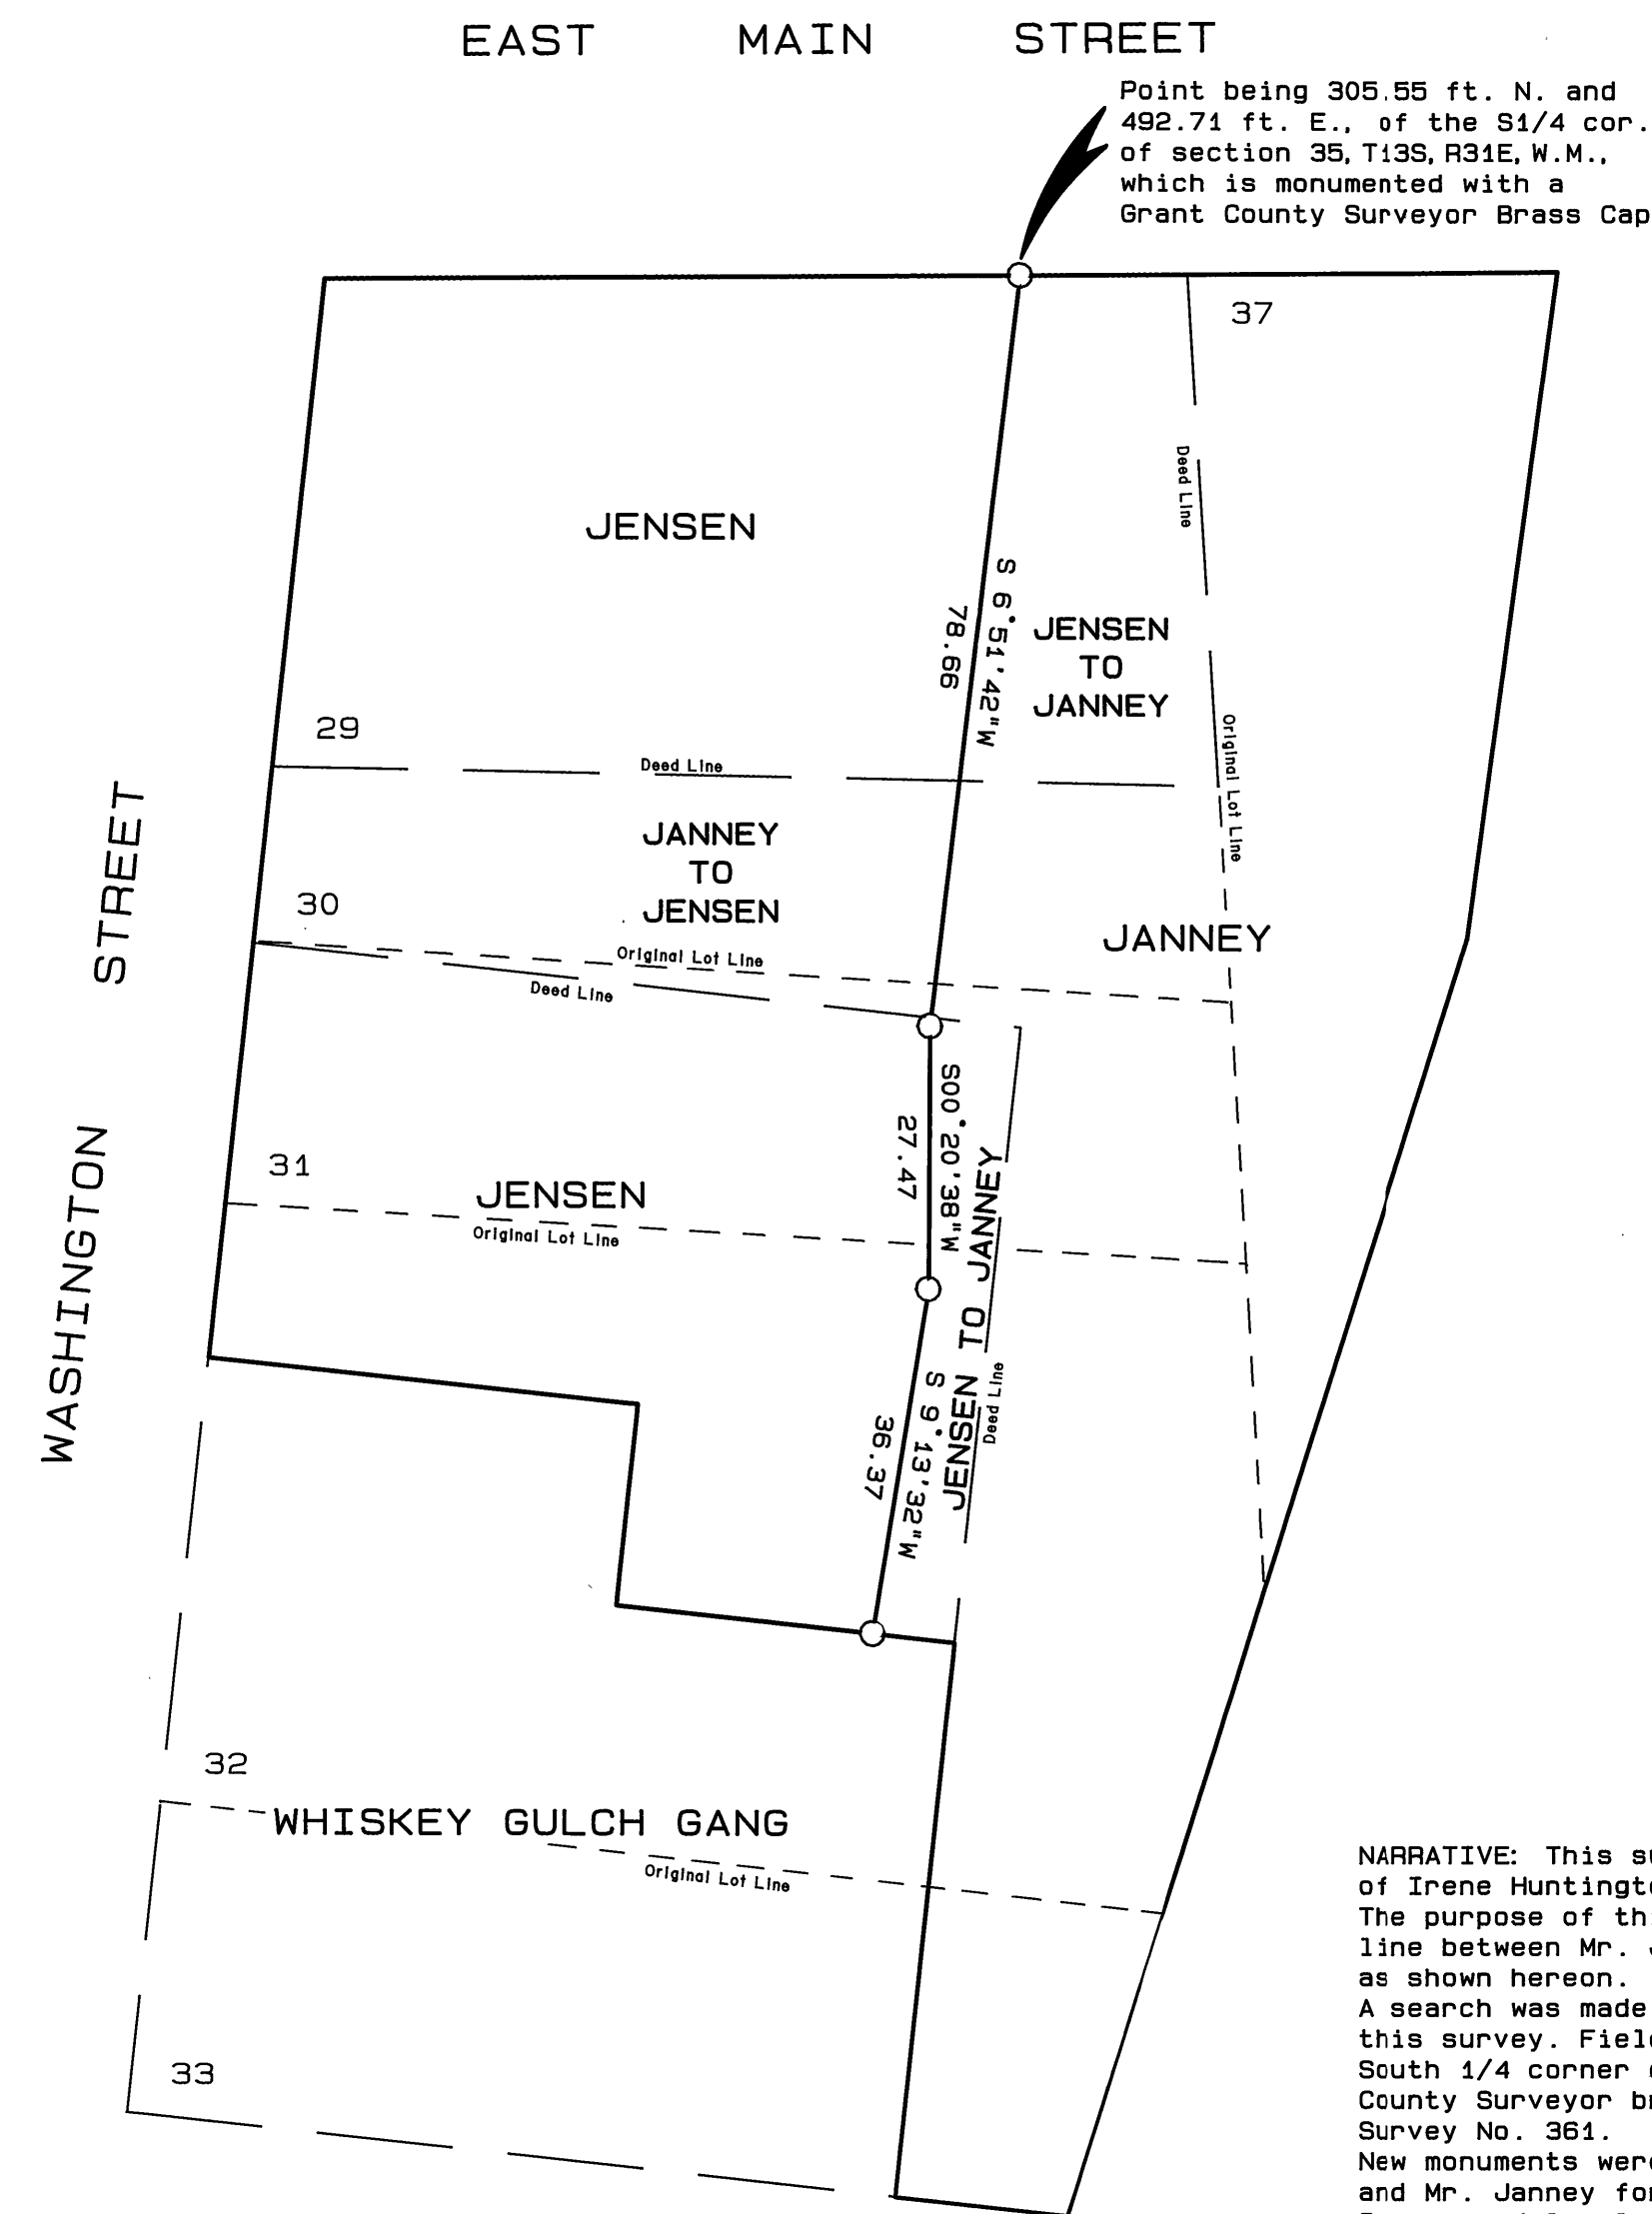 EAST MAIN STREET
Point being 305.55 ft. N. and
492.71 ft. E., of the S1/4 cor.
of section 35, T13S, R31E, W.M.,
which is monumented with a
Grant County Surveyor Brass Cap
37
Deed Line
JENSEN
S 6°51'42"W
78.66
JENSEN
TO
JANNEY
29
Original Lot Line
Deed Line
JANNEY
TO
JENSEN
30
JANNEY
Original Lot Line
Deed Line
WASHINGTON STREET
S00°20'38"W
27.47
31
JENSEN
Original Lot Line
JENSEN TO JANNEY
Deed Line
S 9°13'32"W
36.37
32
WHISKEY GULCH GANG
Original Lot Line
33
NARRATIVE: This
of Irene
The purpose of
line between Mr.
as shown hereon.
A search was made
this survey.
South 1/4 corner
County Surveyor
Survey No. 361.
New monuments
and Mr. Janney